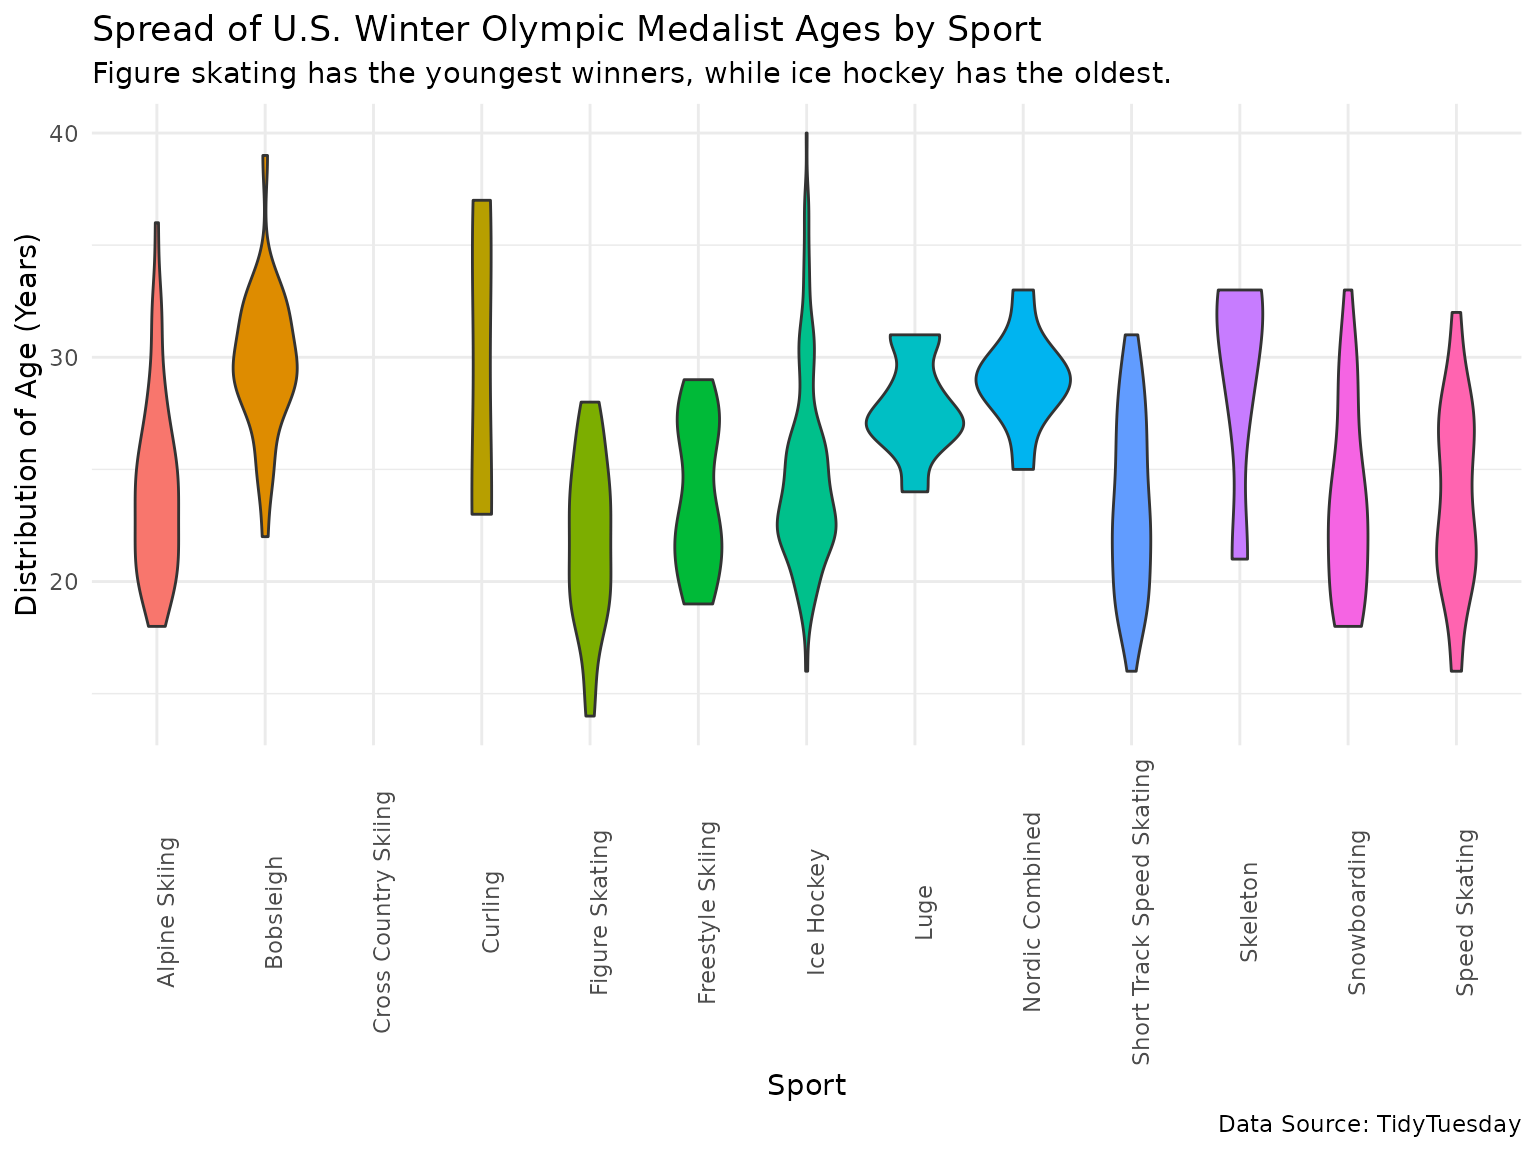 Spread of U.S. Winter Olympic Medalist Ages by Sport
Figure skating has the youngest winners, while ice hockey has the oldest.
Distribution of Age (Years)
40
30
20
Alpine Skiing
Bobsleigh
Cross Country Skiing
Curling
Figure Skating
Freestyle Skiing
Ice Hockey
Luge
Nordic Combined
Short Track Speed Skating
Skeleton
Snowboarding
Speed Skating
Sport
Data Source: TidyTuesday